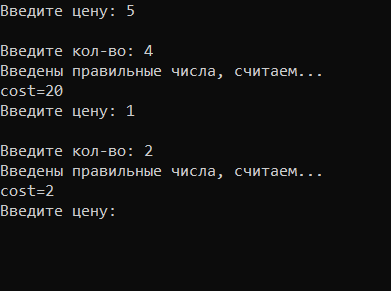 Введите цену: 5
Введите кол-во: 4
Введены правильные числа, считаем...
cost=20
Введите цену: 1
Введите кол-во: 2
Введены правильные числа, считаем...
cost=2
Введите цену: